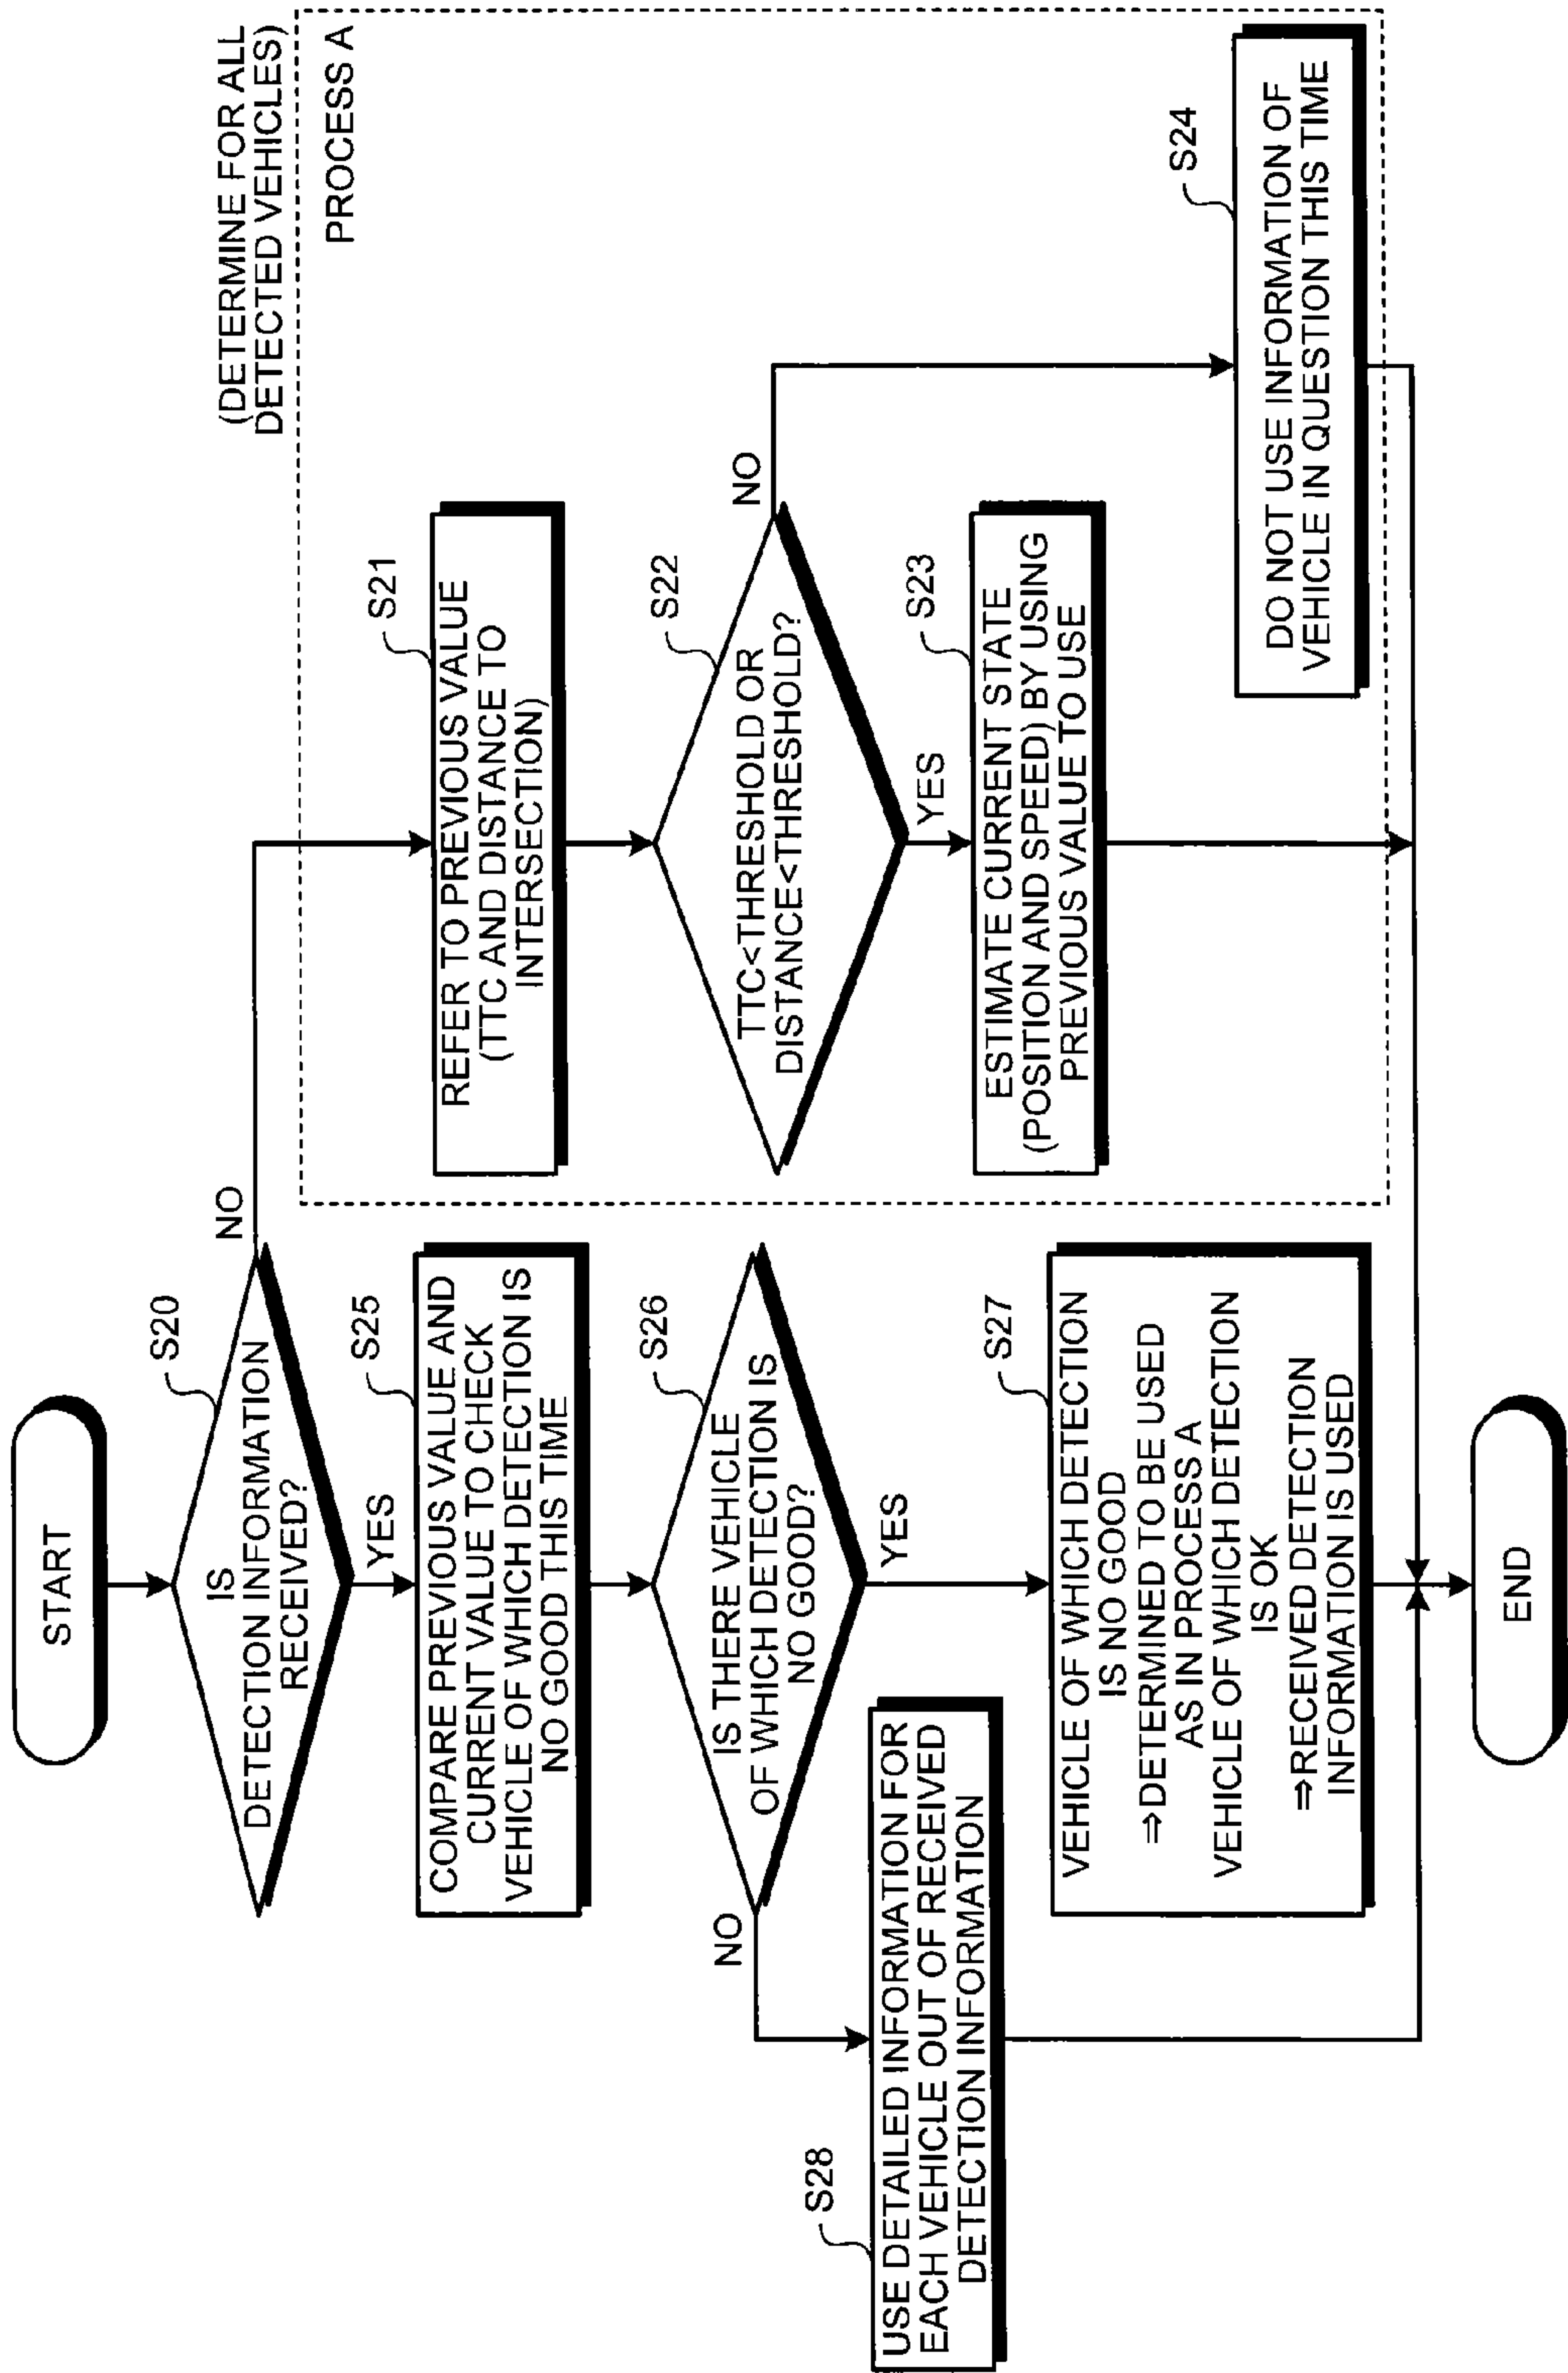 START
S20
IS
DETECTION INFORMATION
RECEIVED?
NO
YES
(DETERMINE FOR ALL
DETECTED VEHICLES)
PROCESS A
S21
REFER TO PREVIOUS VALUE
(TTC AND DISTANCE TO
INTERSECTION)
S22
TTC<THRESHOLD OR
DISTANCE<THRESHOLD?
NO
YES
S23
ESTIMATE CURRENT STATE
(POSITION AND SPEED) BY USING
PREVIOUS VALUE TO USE
S24
DO NOT USE INFORMATION OF
VEHICLE IN QUESTION THIS TIME
S25
COMPARE PREVIOUS VALUE AND
CURRENT VALUE TO CHECK
VEHICLE OF WHICH DETECTION IS
NO GOOD THIS TIME
S26
IS THERE VEHICLE
OF WHICH DETECTION IS
NO GOOD?
NO
YES
S28
USE DETAILED INFORMATION FOR
EACH VEHICLE OUT OF RECEIVED
DETECTION INFORMATION
S27
VEHICLE OF WHICH DETECTION
IS NO GOOD
⇒DETERMINED TO BE USED
AS IN PROCESS A
VEHICLE OF WHICH DETECTION
IS OK
⇒RECEIVED DETECTION
INFORMATION IS USED
END